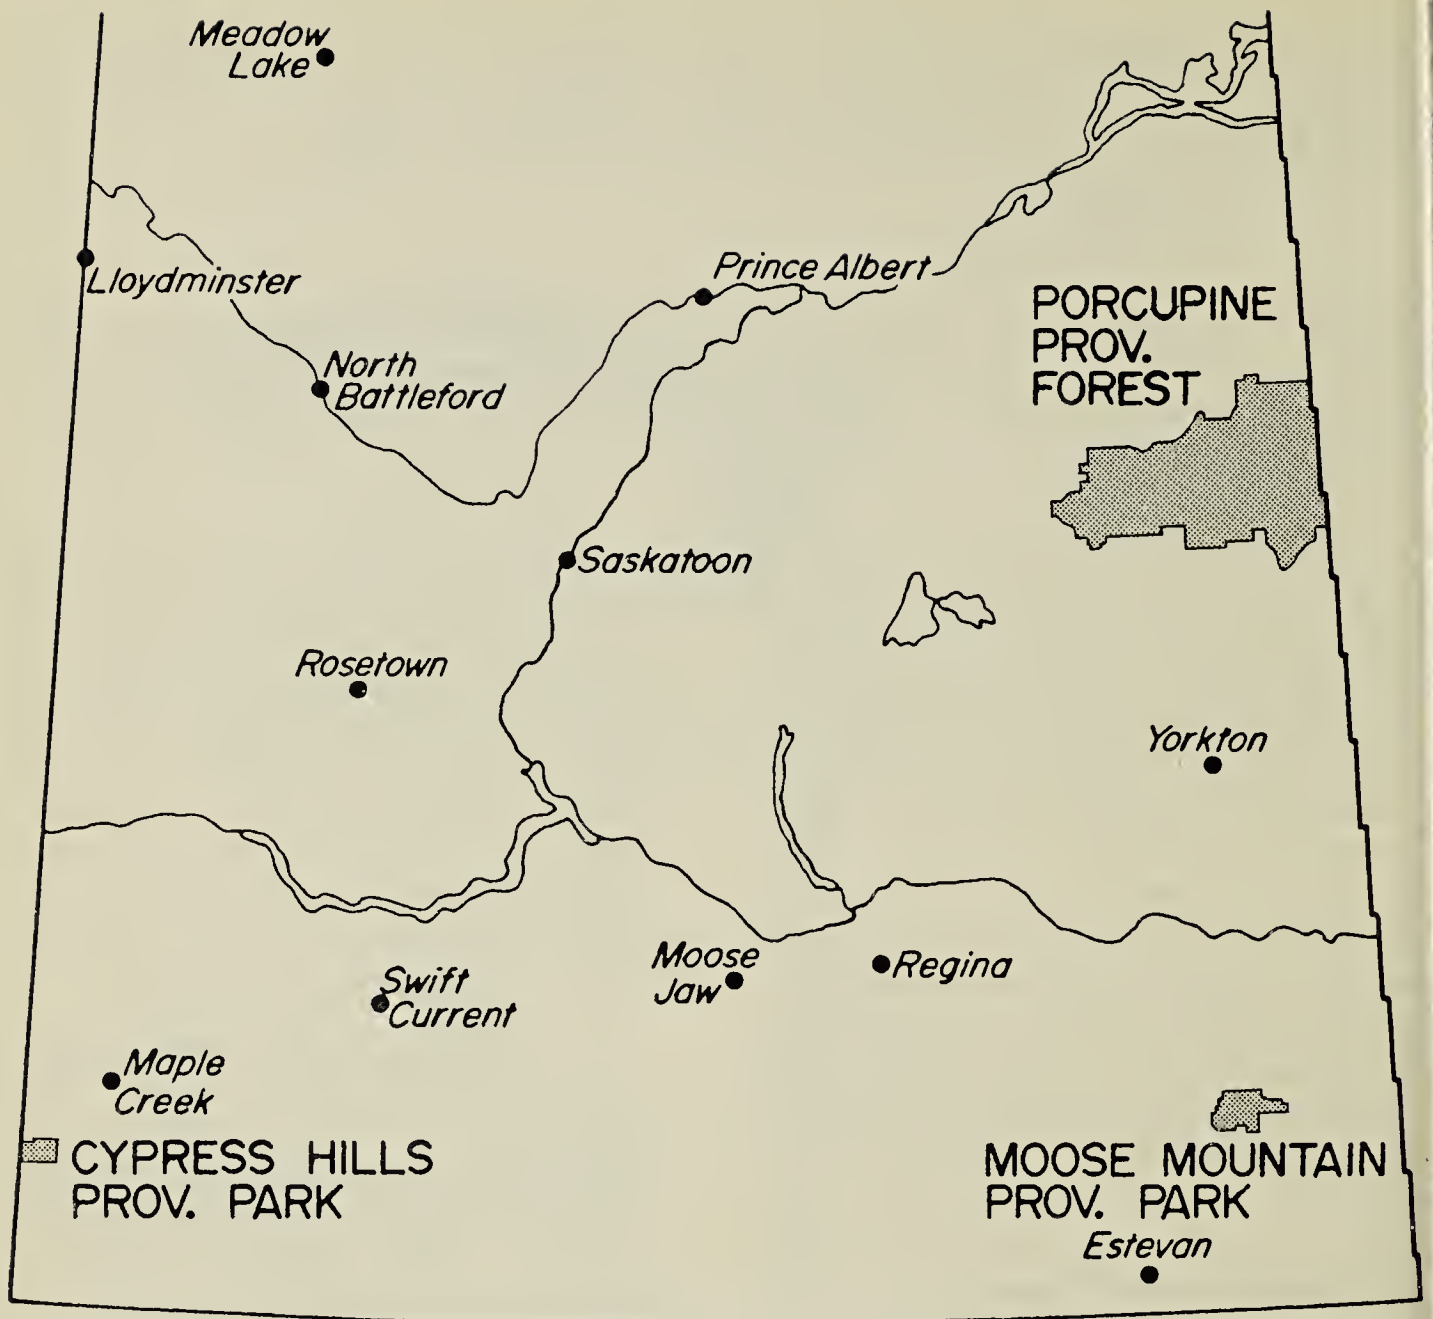 Meadow
Lake
Lloydminster
Prince Albert
PORCUPINE
PROV.
FOREST
North
Battleford
Saskatoon
Rosetown
Yorkton
Moose
Jaw
Regina
Swift
Current
Maple
Creek
CYPRESS HILLS
PROV. PARK
MOOSE MOUNTAIN
PROV. PARK
Estevan